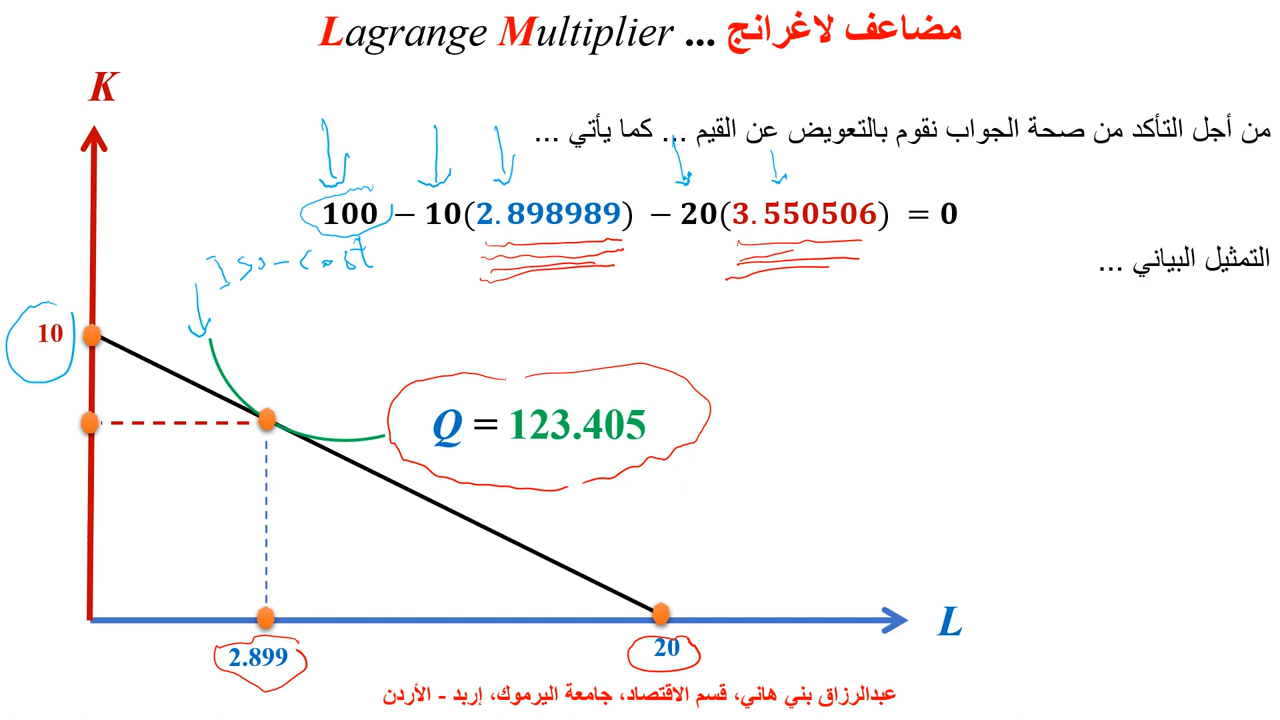 Lagrange Multiplier ... مضاعف لاغرانج
K
من أجل التأكد من صحة الجواب نقوم بالتعويض عن القيم ... كما يأتي ...
100 − 10(2.898989) − 20(3.550506) = 0
التمثيل البياني ...
Iso-cost
10
Q = 123.405
L
2.899
20
عبدالرزاق بني هاني، قسم الاقتصاد، جامعة اليرموك، إربد - الأردن